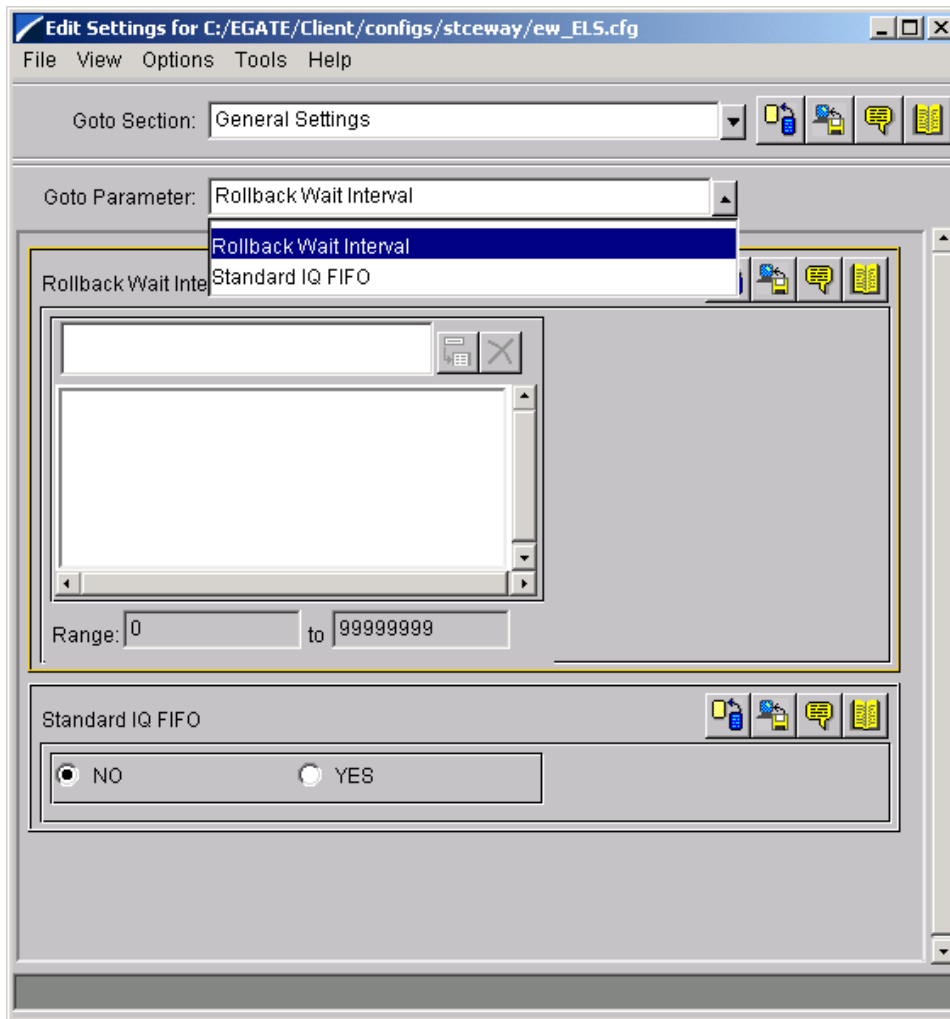 Edit Settings for C:/EGATE/Client/configs/stceway/ew_ELS.cfg
File View Options Tools Help
Goto Section: General Settings
Goto Parameter: Rollback Wait Interval
Rollback Wait Interval
Rollback Wait Inte
Standard IQ FIFO
Range: 0 to 99999999
Standard IQ FIFO
NO YES